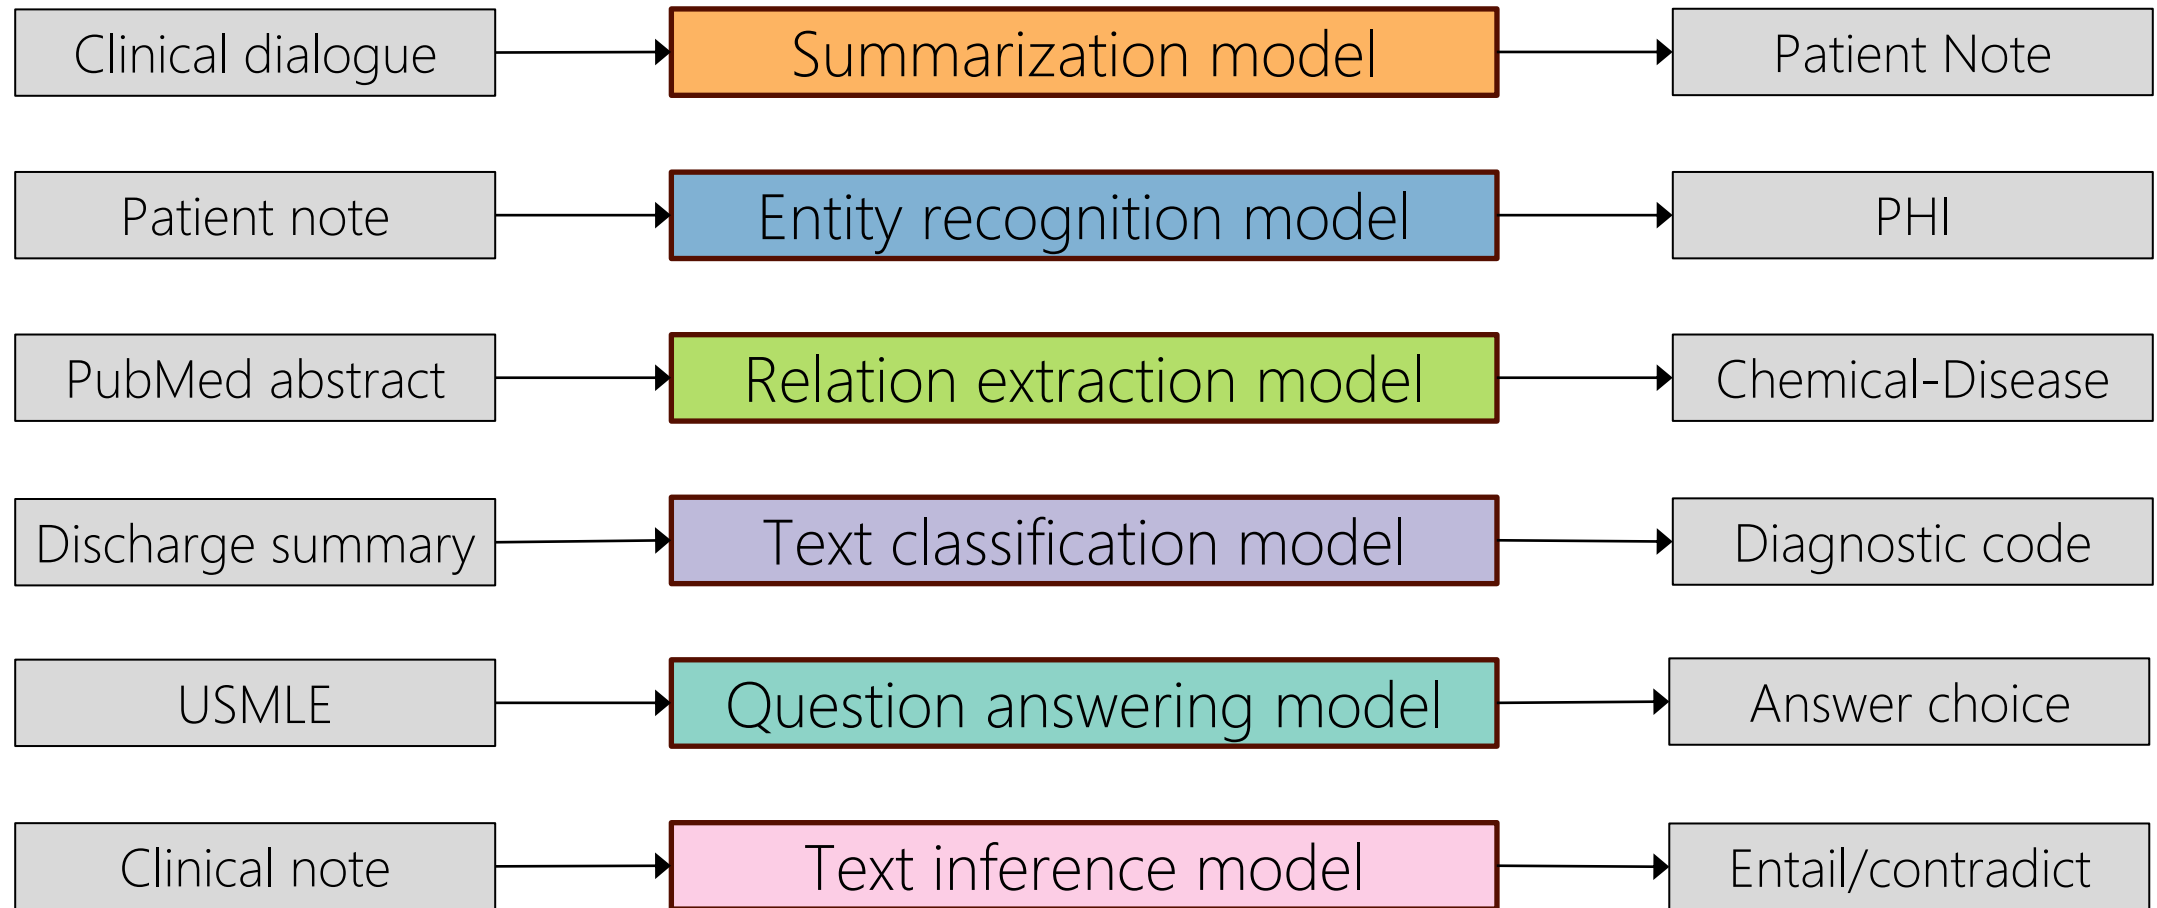 Clinical dialogue
Summarization model
Patient Note
Patient note
Entity recognition model
PHI
PubMed abstract
Relation extraction model
Chemical-Disease
Discharge summary
Text classification model
Diagnostic code
USMLE
Question answering model
Answer choice
Clinical note
Text inference model
Entail/contradict